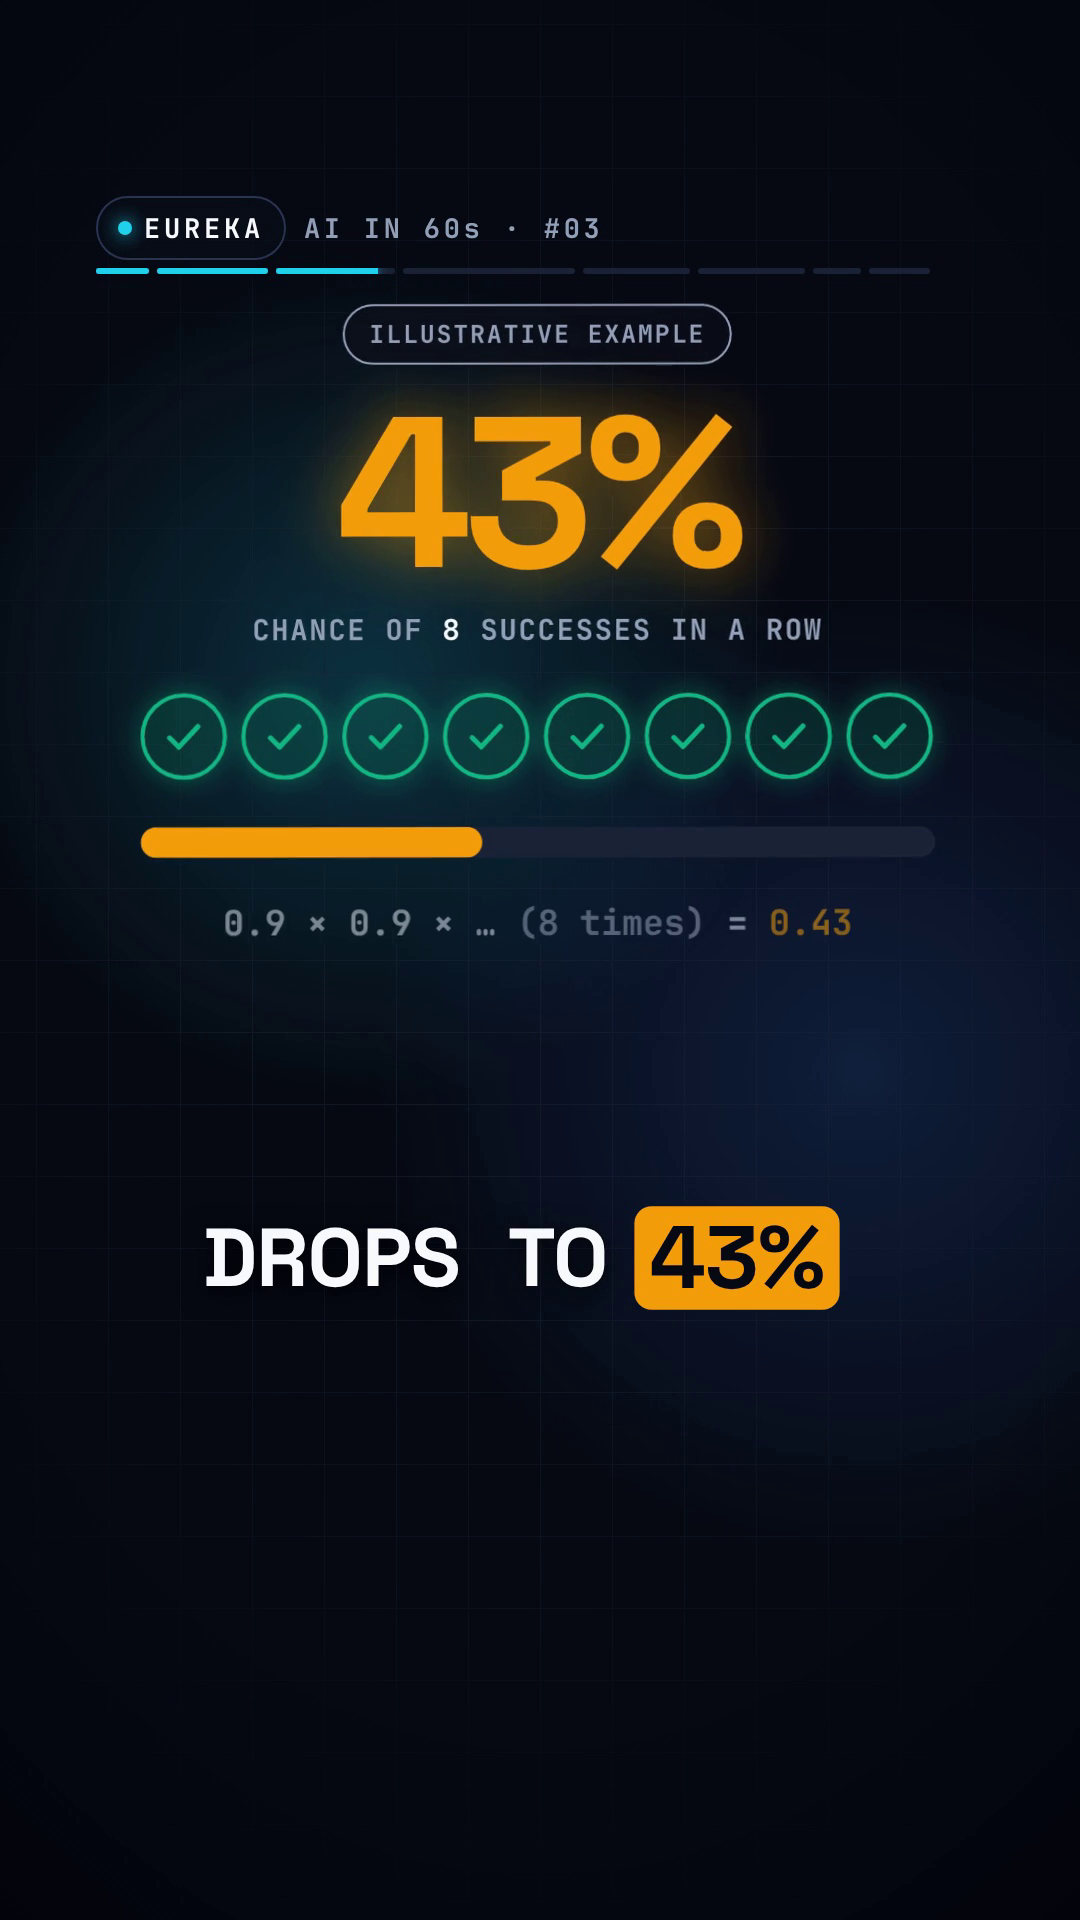 EUREKA AI IN 60s · #03
ILLUSTRATIVE EXAMPLE
43%
CHANCE OF 8 SUCCESSES IN A ROW
0.9 × 0.9 × … (8 times) = 0.43
DROPS TO 43%